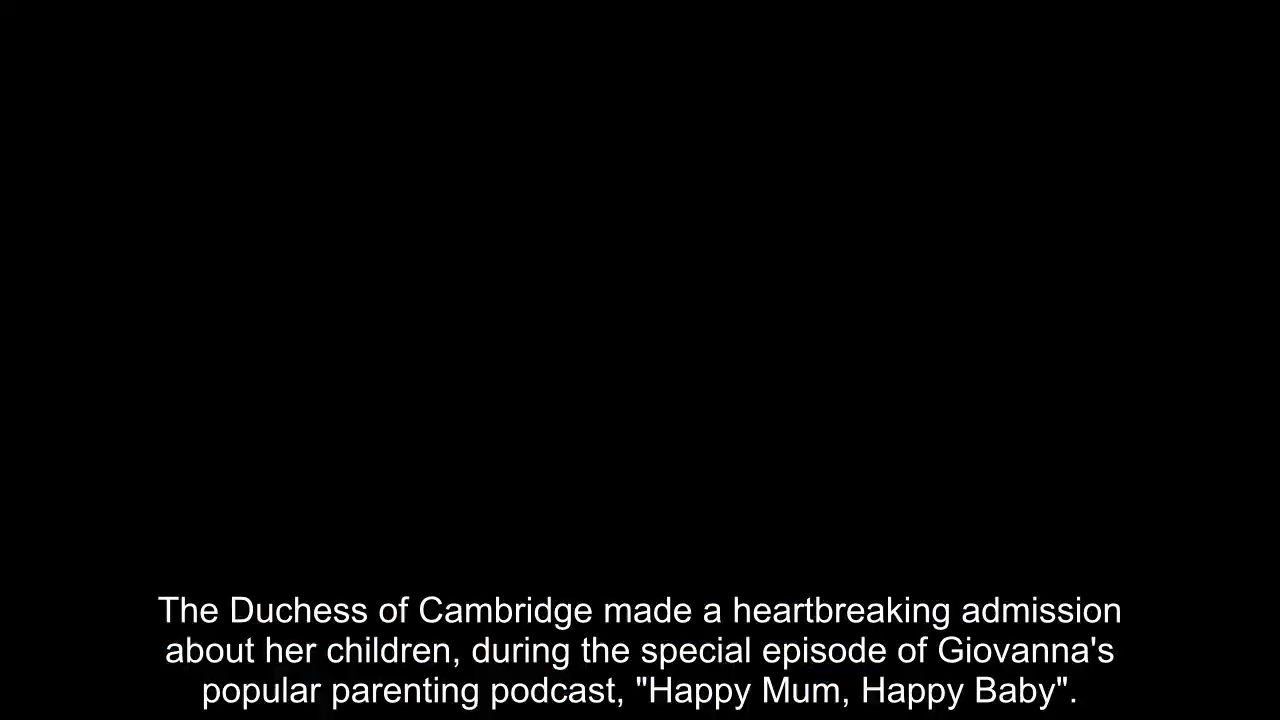 The Duchess of Cambridge made a heartbreaking admission
about her children, during the special episode of Giovanna's
popular parenting podcast, "Happy Mum, Happy Baby".